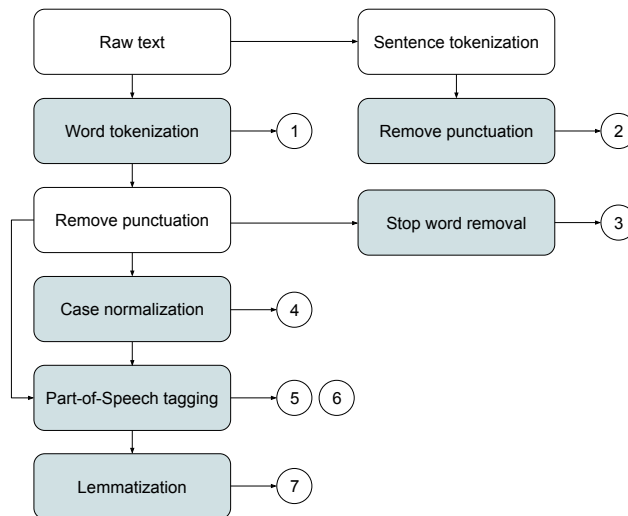 Raw text
Sentence tokenization
Word tokenization
1
Remove punctuation
2
Remove punctuation
Stop word removal
3
Case normalization
4
Part-of-Speech tagging
5
6
Lemmatization
7